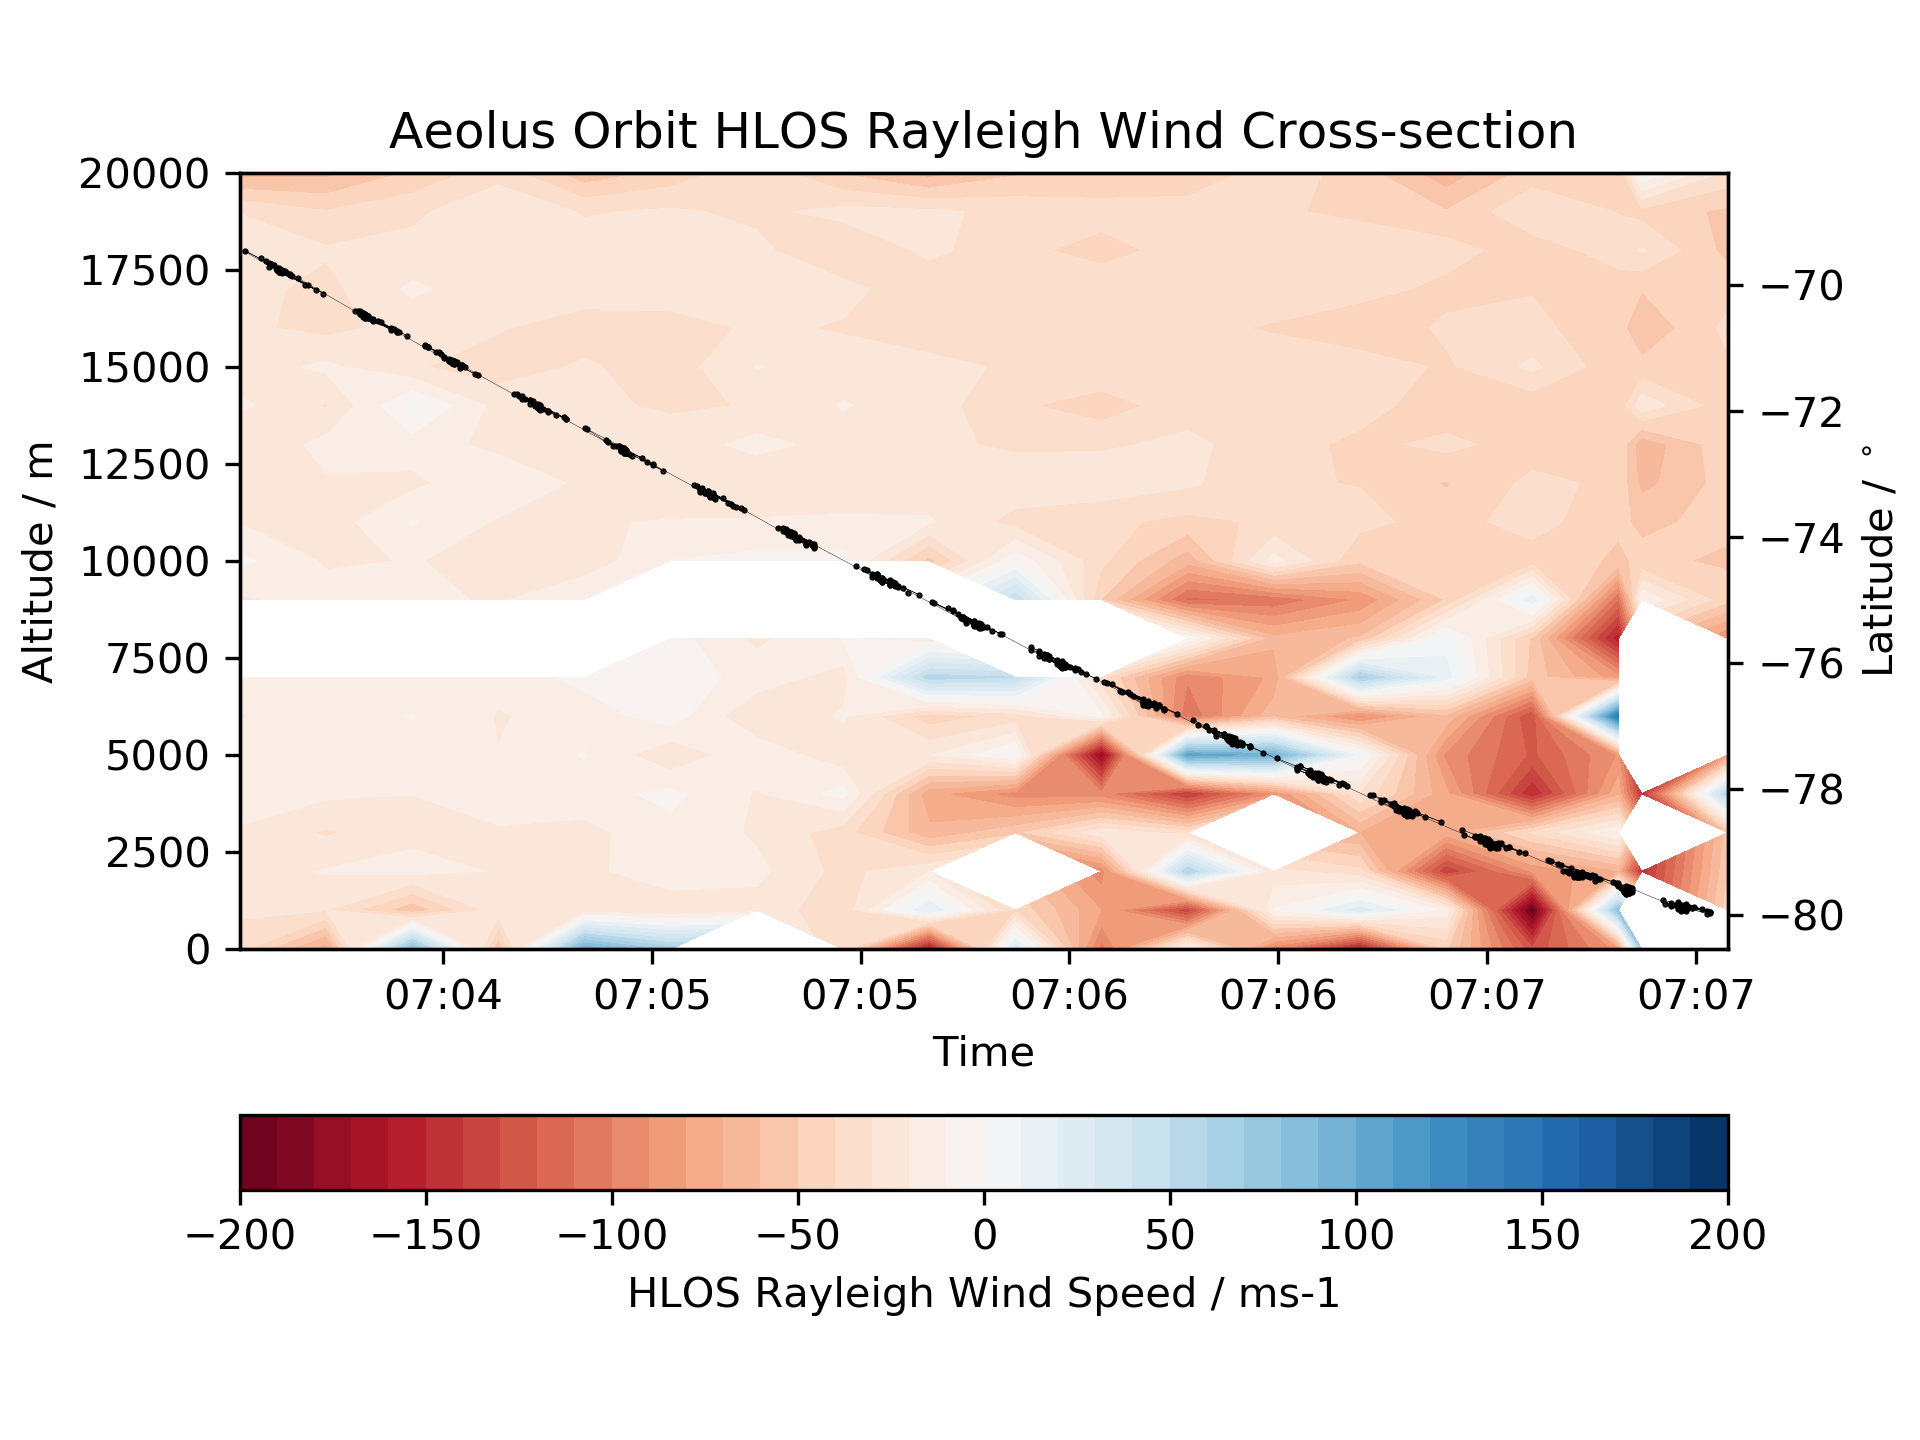 Aeolus Orbit HLOS Rayleigh Wind Cross-section
20000
17500
15000
12500
10000
7500
5000
2500
0
Altitude / m
−70
−72
−74
−76
−78
−80
Latitude / °
07:04 07:05 07:05 07:06 07:06 07:07 07:07
Time
−200 −150 −100 −50 0 50 100 150 200
HLOS Rayleigh Wind Speed / ms-1